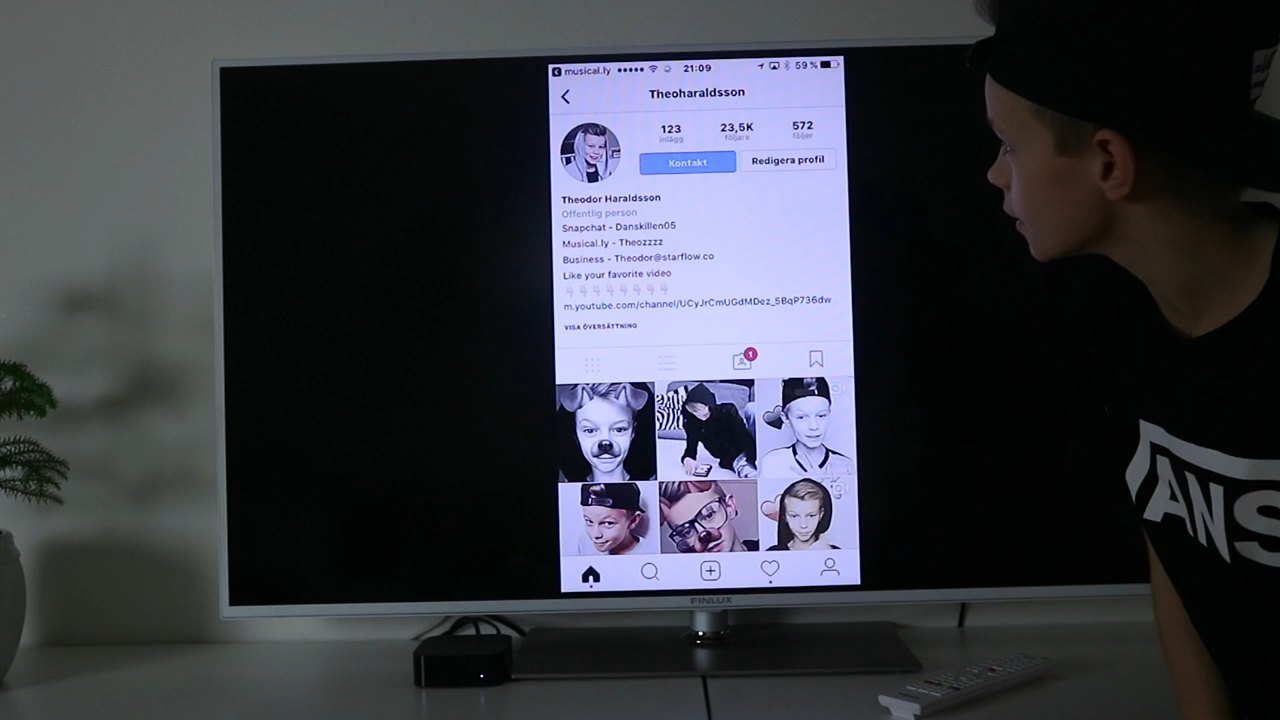 musical.ly
21:09
59 %
Theoharaldsson
123
23,5K
572
inlägg
följare
följer
Kontakt
Redigera profil
Theodor Haraldsson
Offentlig person
Snapchat - Danskillen05
Musical.ly - Theozzzz
Business - Theodor@starflow.co
Like your favorite video
m.youtube.com/channel/UCyJrCmUGdMDez_5BqP736dw
VISA ÖVERSÄTTNING
1
FINLUX
ANS